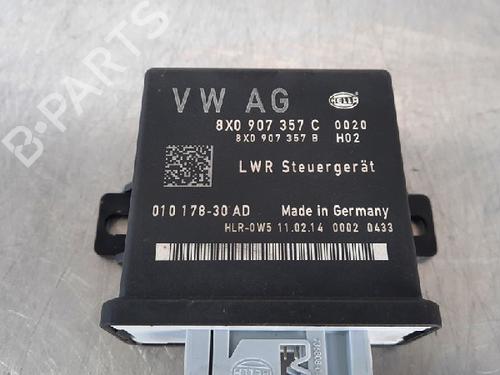 VW AG
HELLA
8X0 907 357 C 0020
8X0 907 357 B H02
LWR Steuergerät
010 178-30 AD Made in Germany
HLR-0W5 11.02.14 0002 0433
B-PARTS